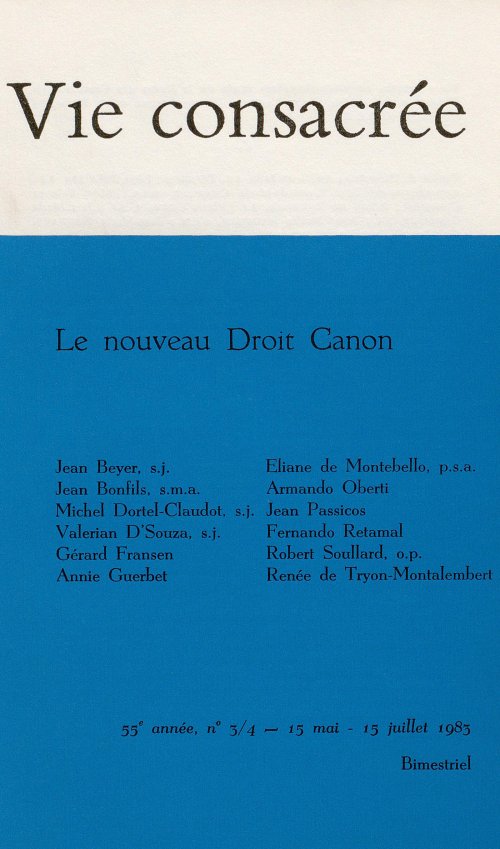 Vie consacrée
Le nouveau Droit Canon
Jean Beyer, s.j.
Jean Bonfils, s.m.a.
Michel Dortel-Claudot, s.j.
Valerian D'Souza, s.j.
Gérard Fransen
Annie Guerbet
Eliane de Montebello, p.s.a.
Armando Oberti
Jean Passicos
Fernando Retamal
Robert Soullard, o.p.
Renée de Tryon-Montalembert
55e année, no 3/4 — 15 mai - 15 juillet 1983
Bimestriel